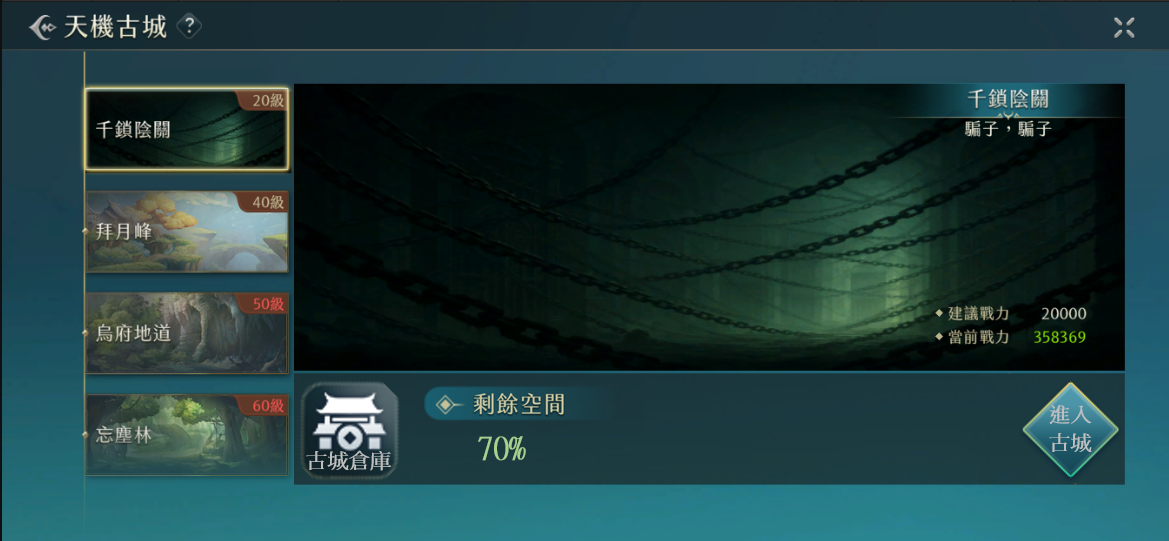 天機古城 ?
20級
千鎖陰關
40級
拜月峰
50級
烏府地道
60級
忘塵林
千鎖陰關
騙子，騙子
建議戰力 20000
當前戰力 358369
古城倉庫
剩餘空間
70%
進入
古城